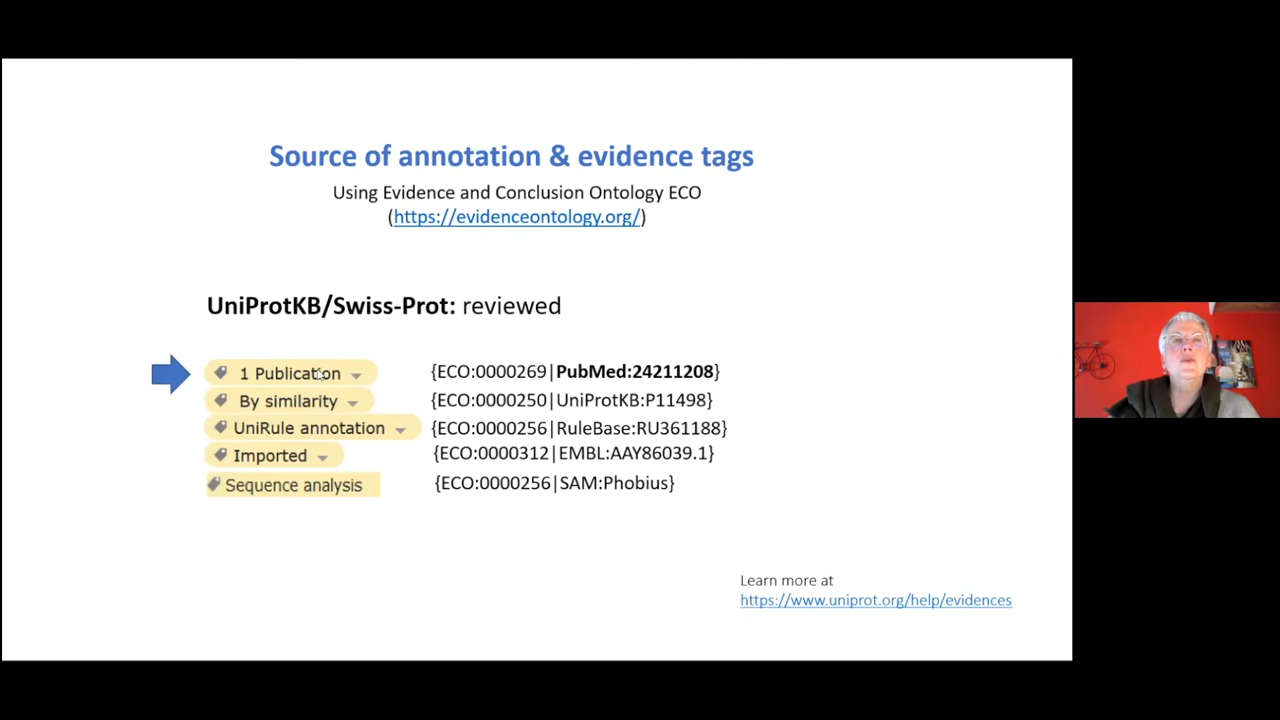 Source of annotation & evidence tags
Using Evidence and Conclusion Ontology ECO
(https://evidenceontology.org/)
UniProtKB/Swiss-Prot: reviewed
1 Publication {ECO:0000269|PubMed:24211208}
By similarity {ECO:0000250|UniProtKB:P11498}
UniRule annotation {ECO:0000256|RuleBase:RU361188}
Imported {ECO:0000312|EMBL:AAY86039.1}
Sequence analysis {ECO:0000256|SAM:Phobius}
Learn more at
https://www.uniprot.org/help/evidences